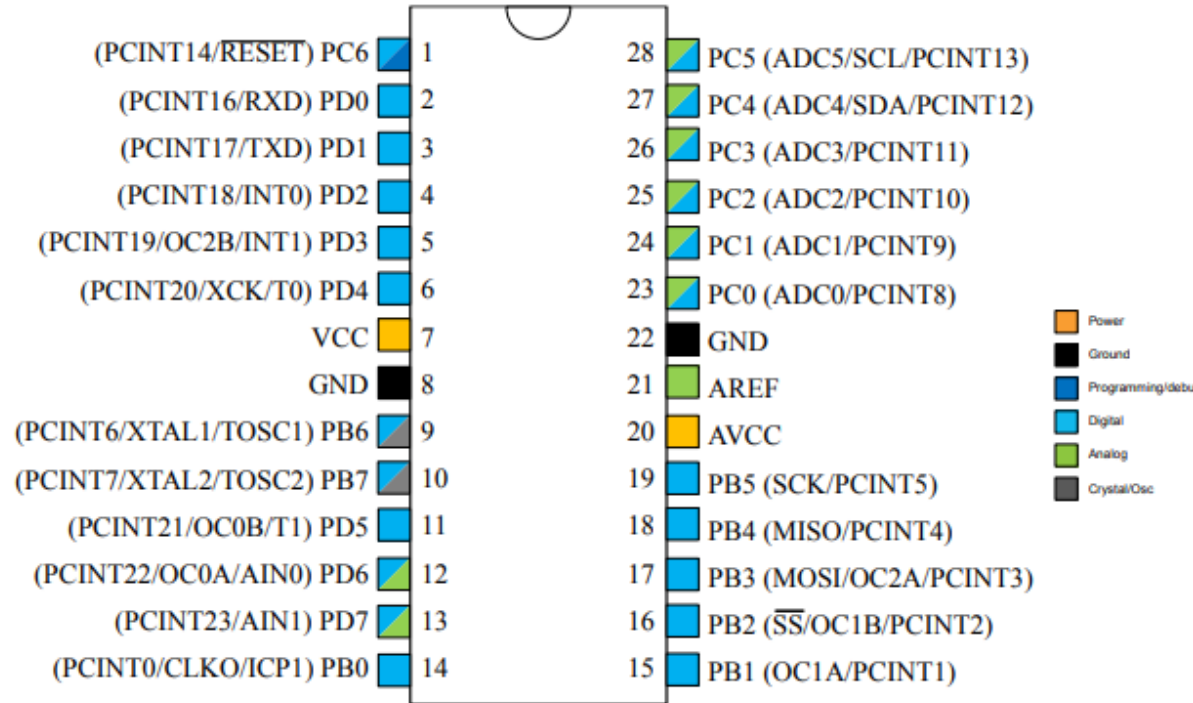 (PCINT14/RESET) PC6 1
(PCINT16/RXD) PD0 2
(PCINT17/TXD) PD1 3
(PCINT18/INT0) PD2 4
(PCINT19/OC2B/INT1) PD3 5
(PCINT20/XCK/T0) PD4 6
VCC 7
GND 8
(PCINT6/XTAL1/TOSC1) PB6 9
(PCINT7/XTAL2/TOSC2) PB7 10
(PCINT21/OC0B/T1) PD5 11
(PCINT22/OC0A/AIN0) PD6 12
(PCINT23/AIN1) PD7 13
(PCINT0/CLKO/ICP1) PB0 14
28 PC5 (ADC5/SCL/PCINT13)
27 PC4 (ADC4/SDA/PCINT12)
26 PC3 (ADC3/PCINT11)
25 PC2 (ADC2/PCINT10)
24 PC1 (ADC1/PCINT9)
23 PC0 (ADC0/PCINT8)
22 GND
21 AREF
20 AVCC
19 PB5 (SCK/PCINT5)
18 PB4 (MISO/PCINT4)
17 PB3 (MOSI/OC2A/PCINT3)
16 PB2 (SS/OC1B/PCINT2)
15 PB1 (OC1A/PCINT1)
Power
Ground
Programming/debu
Digital
Analog
Crystal/Osc